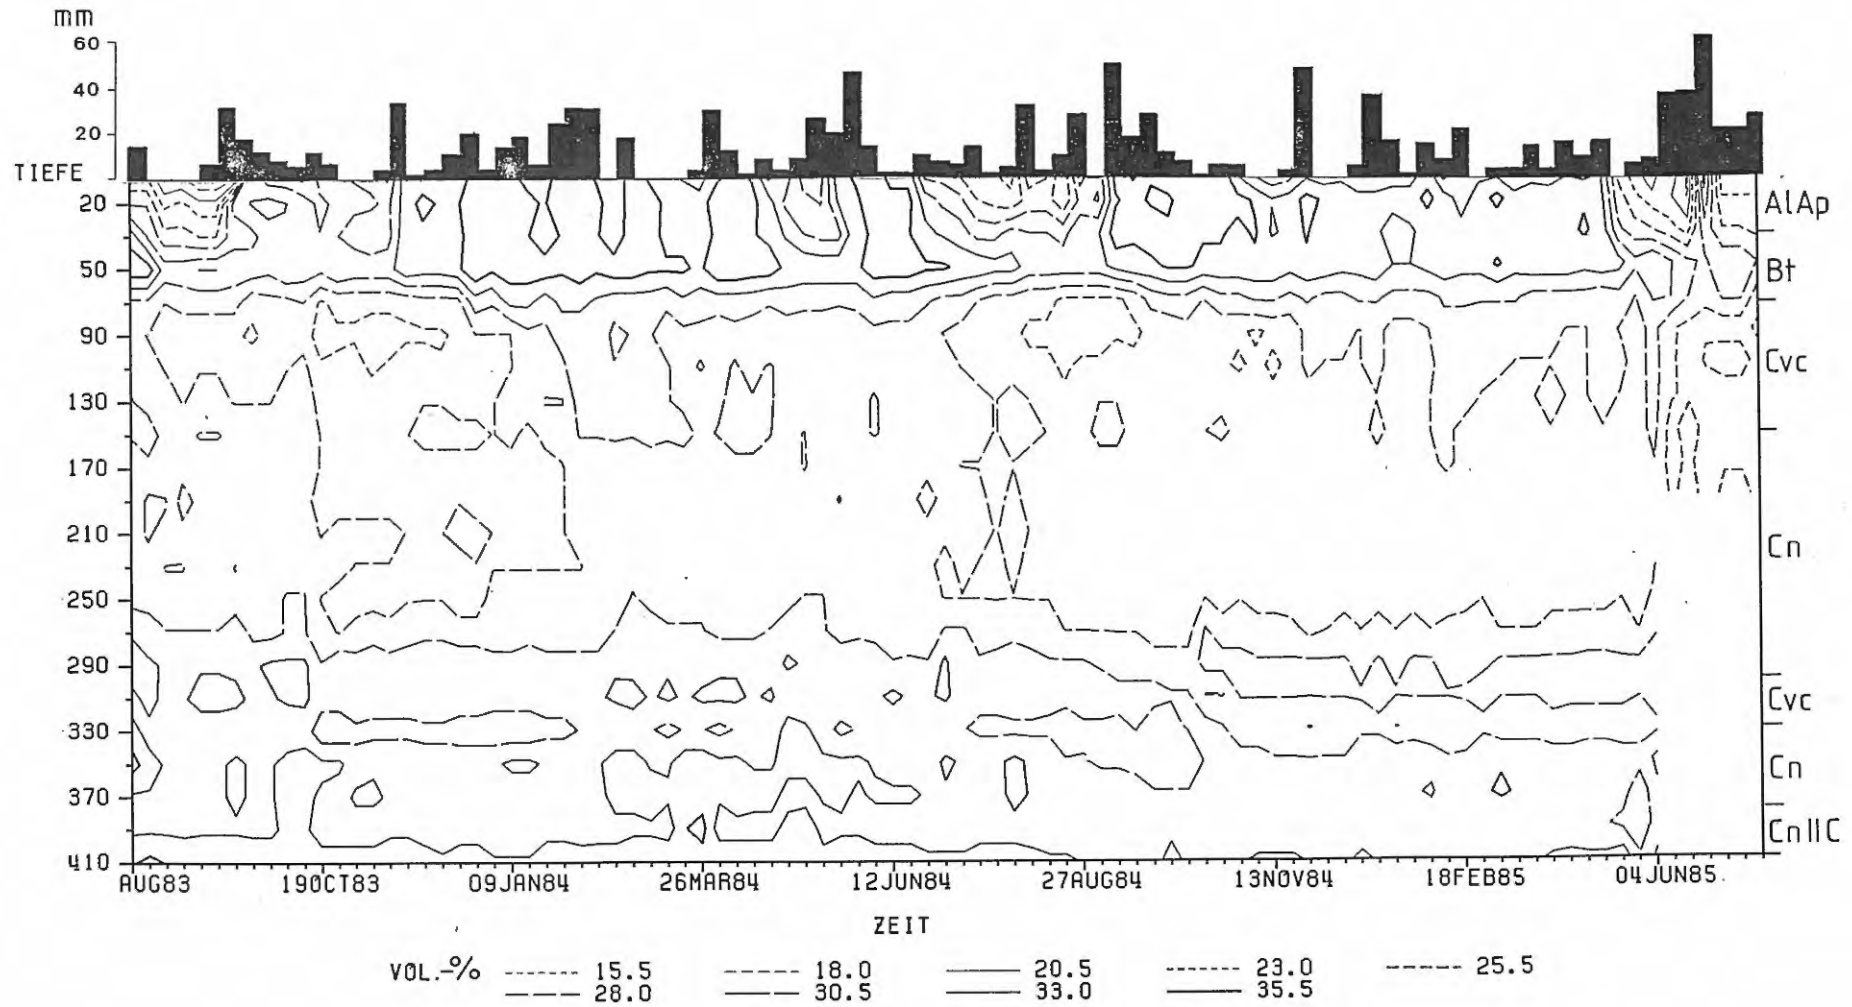 mm
60
40
20
TIEFE
20
50
90
130
170
210
250
290
330
370
410
AlAp
Bt
Cvc
Cn
Cvc
Cn
CnIIC
AUG83 19OCT83 09JAN84 26MAR84 12JUN84 27AUG84 13NOV84 18FEB85 04JUN85
ZEIT
VOL.-% 15.5 18.0 20.5 23.0 25.5
28.0 30.5 33.0 35.5